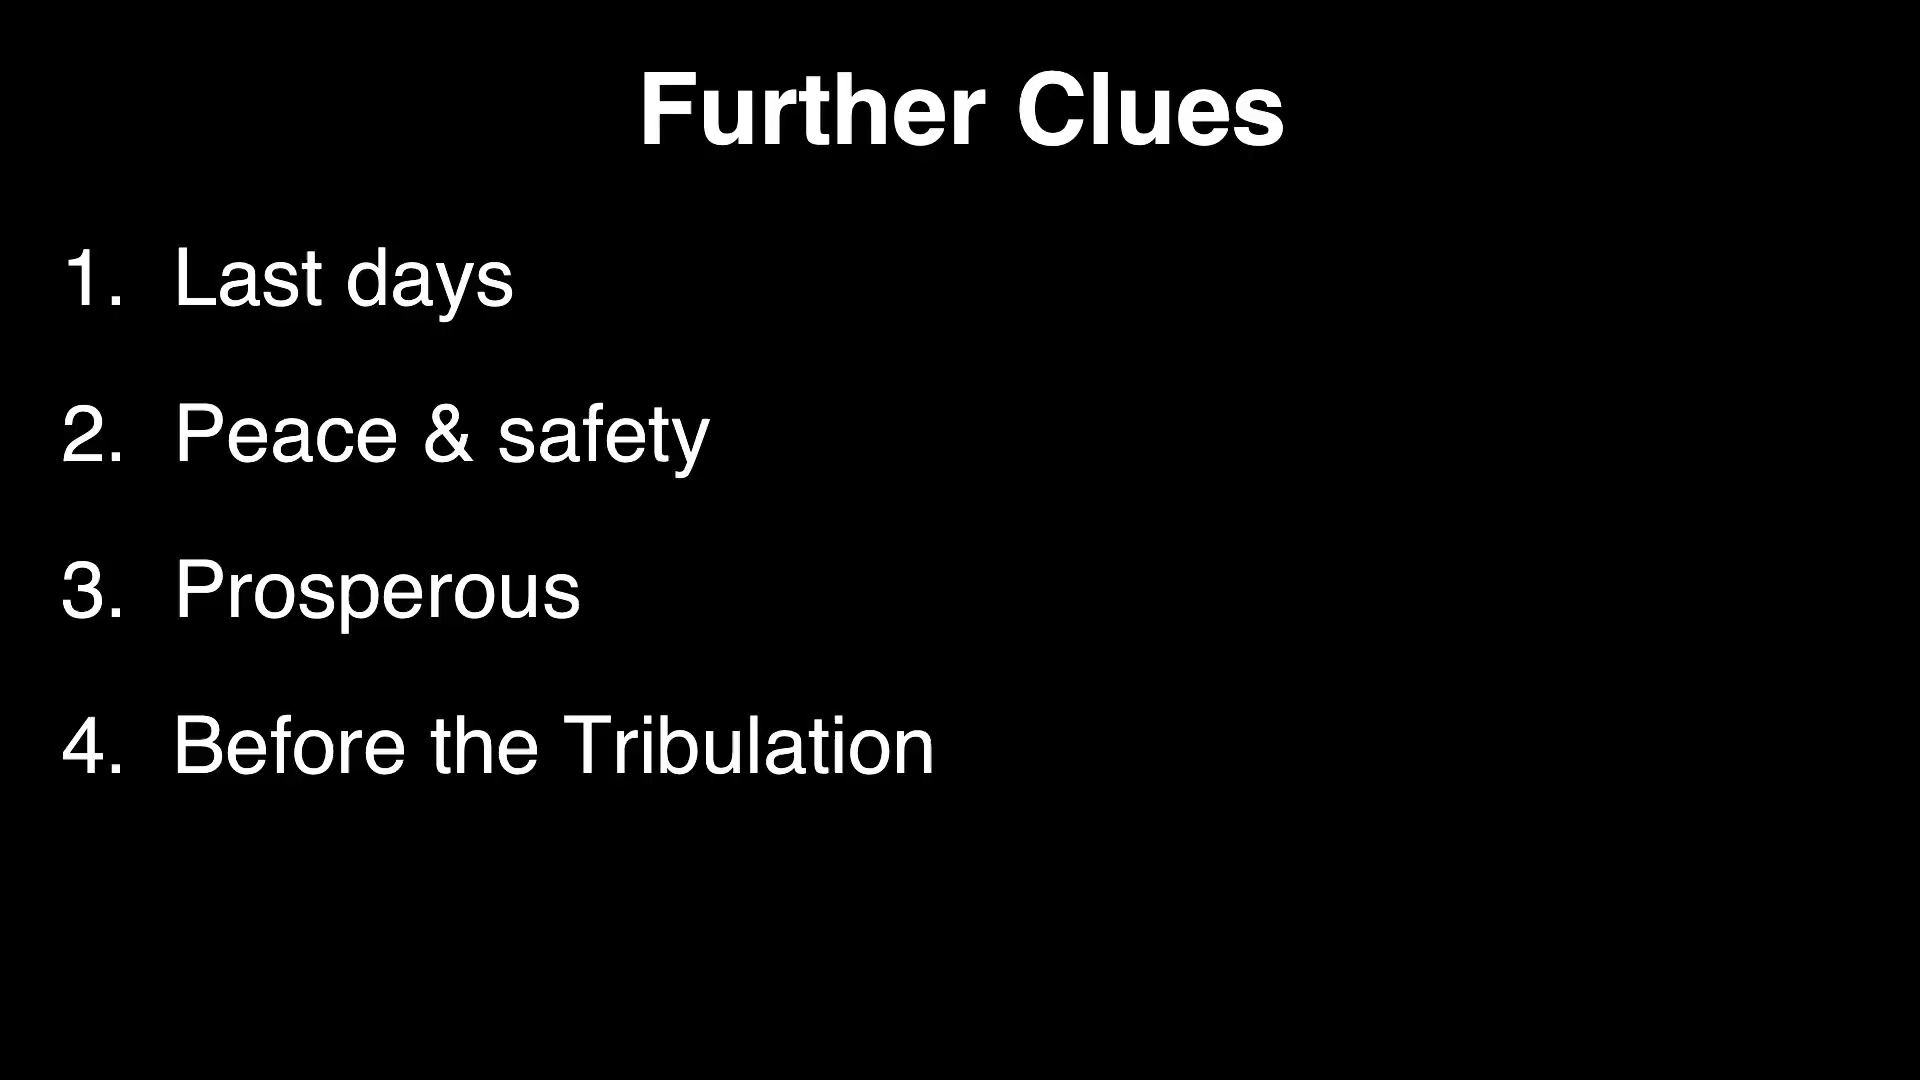 Further Clues
1. Last days
2. Peace & safety
3. Prosperous
4. Before the Tribulation